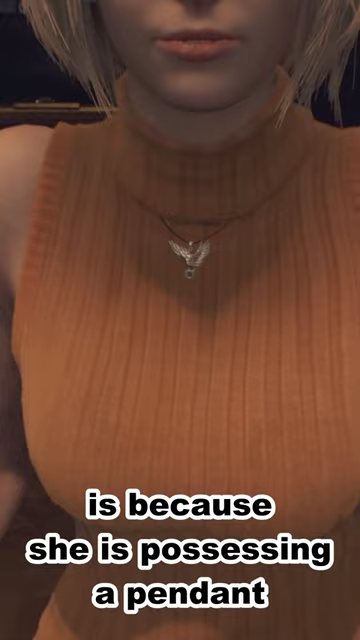 is because
she is possessing
a pendant